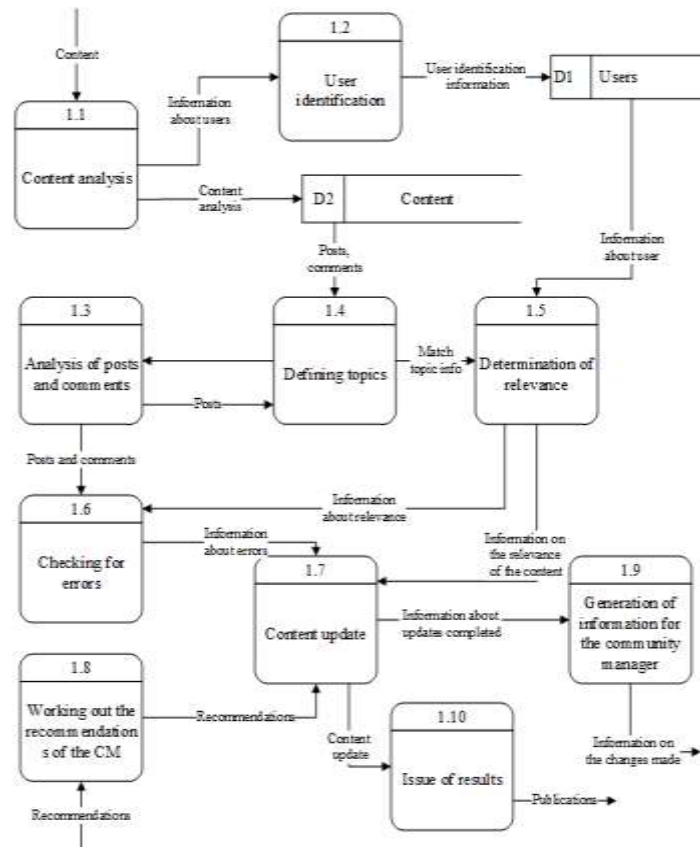 Content
1.1
Content analysis
Information
about users
1.2
User
identification
User identification
information
D1
Users
Content
analysis
D2
Content
Information
about user
Posts,
comments
1.3
Analysis of posts
and comments
Posts
1.4
Defining topics
Match
topic info
1.5
Determination of
relevance
Posts and comments
1.6
Checking for
errors
Information
about relevance
Information
about errors
Information on
the relevance
of the content
1.7
Content update
Information about
updates completed
1.9
Generation of
information for
the community
manager
1.8
Working out the
recommendation
s of the CM
Recommendations
Content
update
1.10
Issue of results
Information on
the changes made
Recommendations
Publications